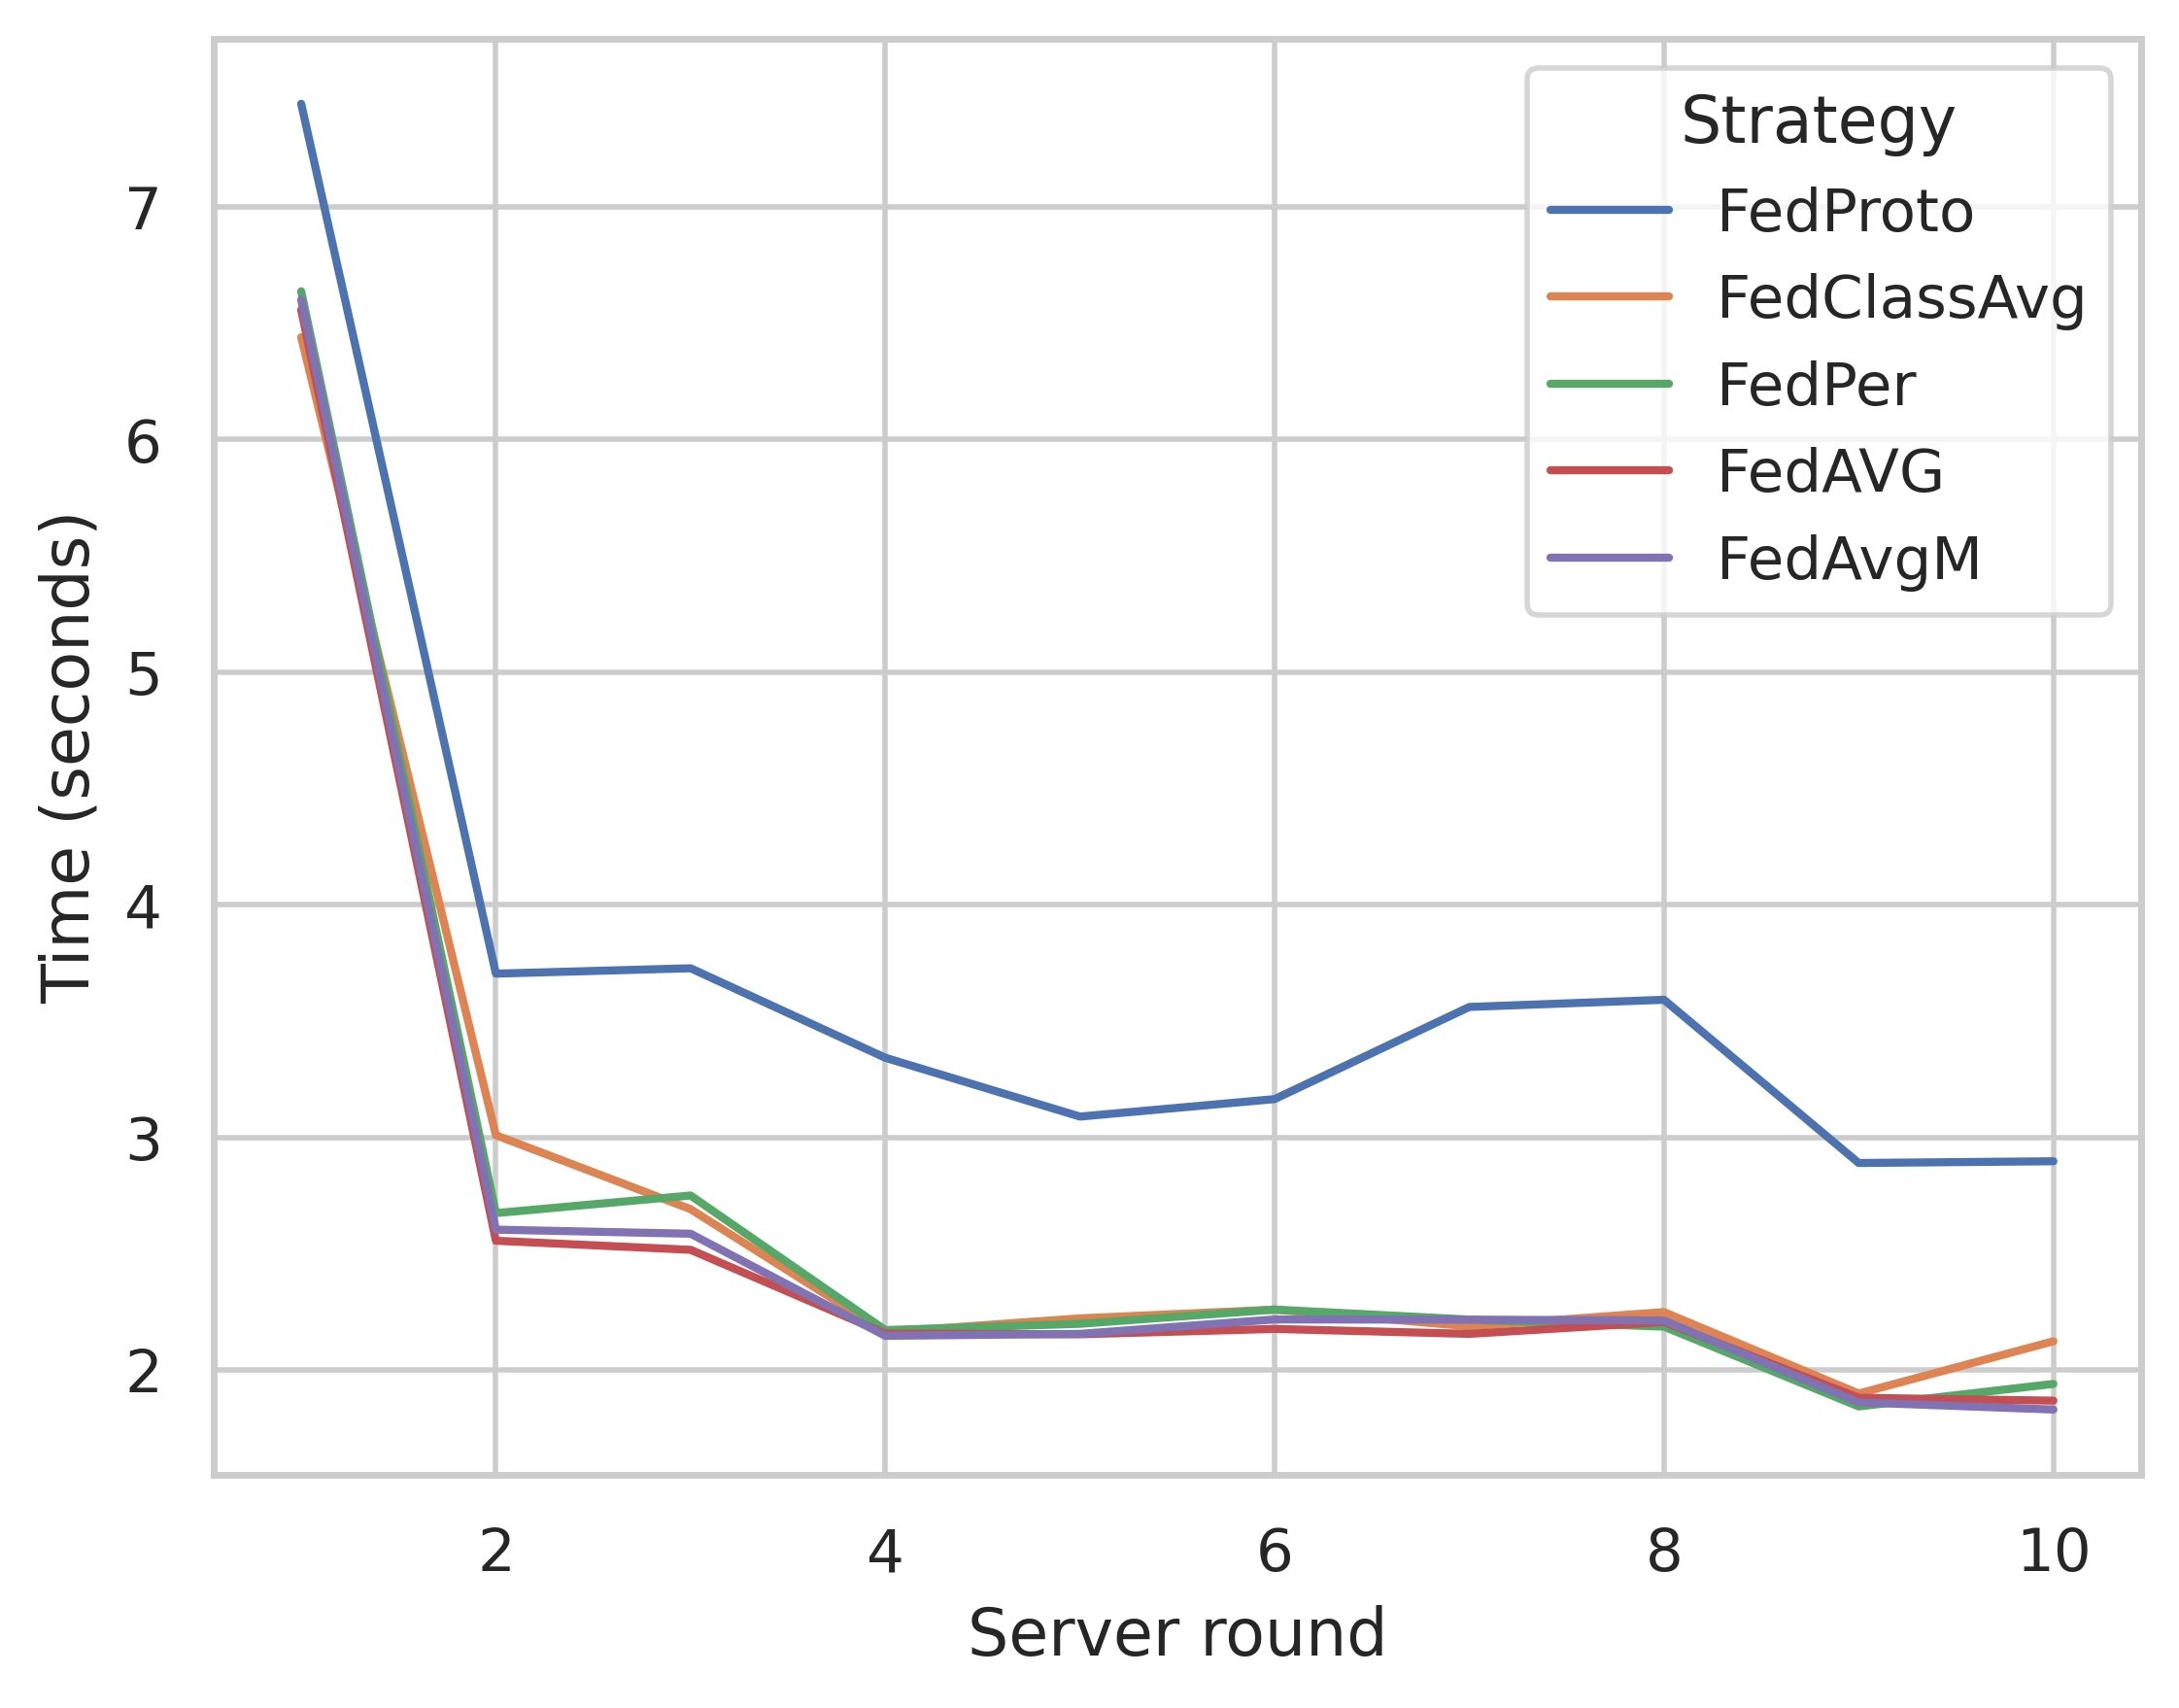 7
6
5
4
3
2
Time (seconds)
Strategy
FedProto
FedClassAvg
FedPer
FedAVG
FedAvgM
2 4 6 8 10
Server round